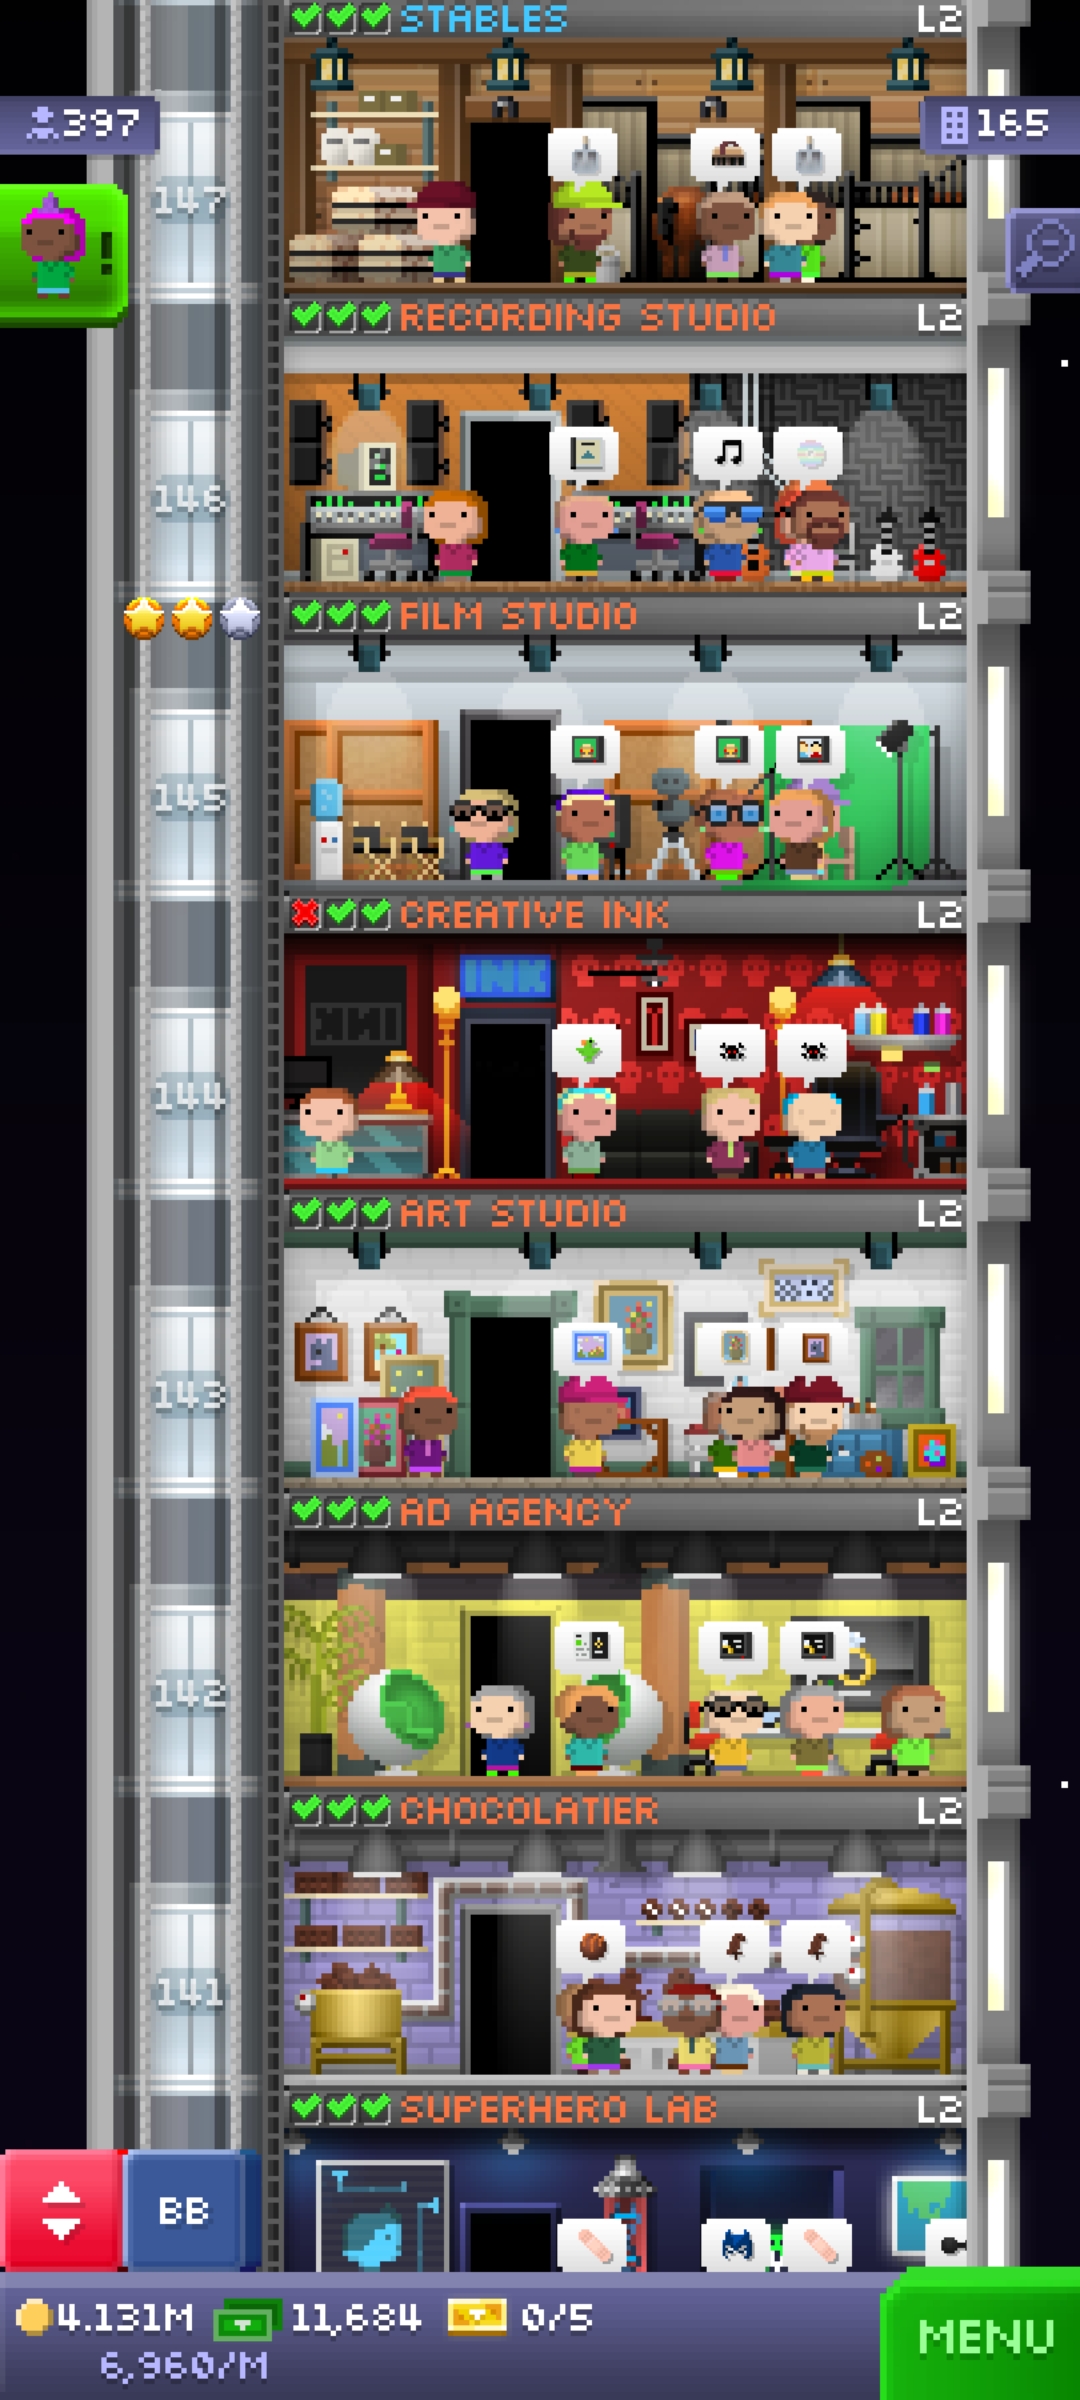 STABLES L2
397
165
147
!
RECORDING STUDIO L2
146
FILM STUDIO L2
145
CREATIVE INK L2
INK
144
ART STUDIO L2
143
AD AGENCY L2
142
CHOCOLATIER L2
141
SUPERHERO LAB L2
BB
4.131M 11,684 0/5
6,960/M
MENU